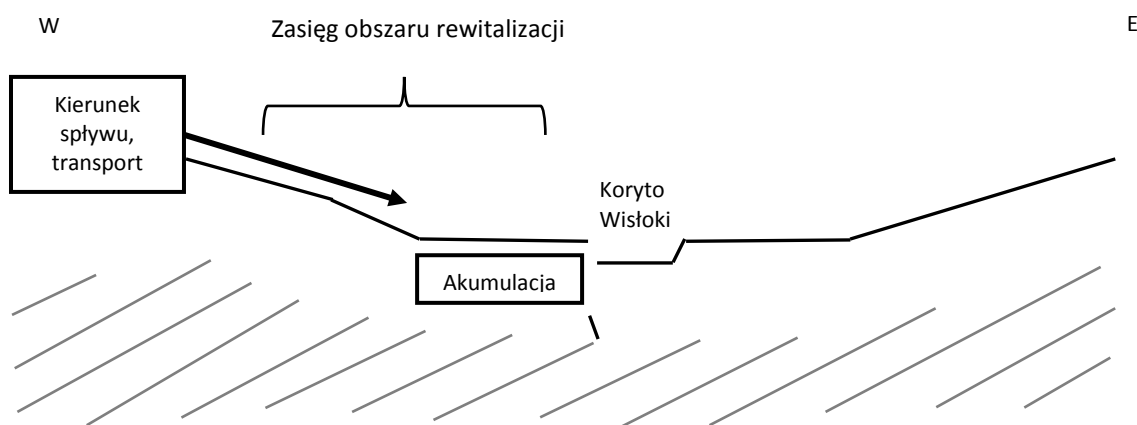 W
Zasięg obszaru rewitalizacji
E
Kierunek
spływu,
transport
Koryto
Wisłoki
Akumulacja